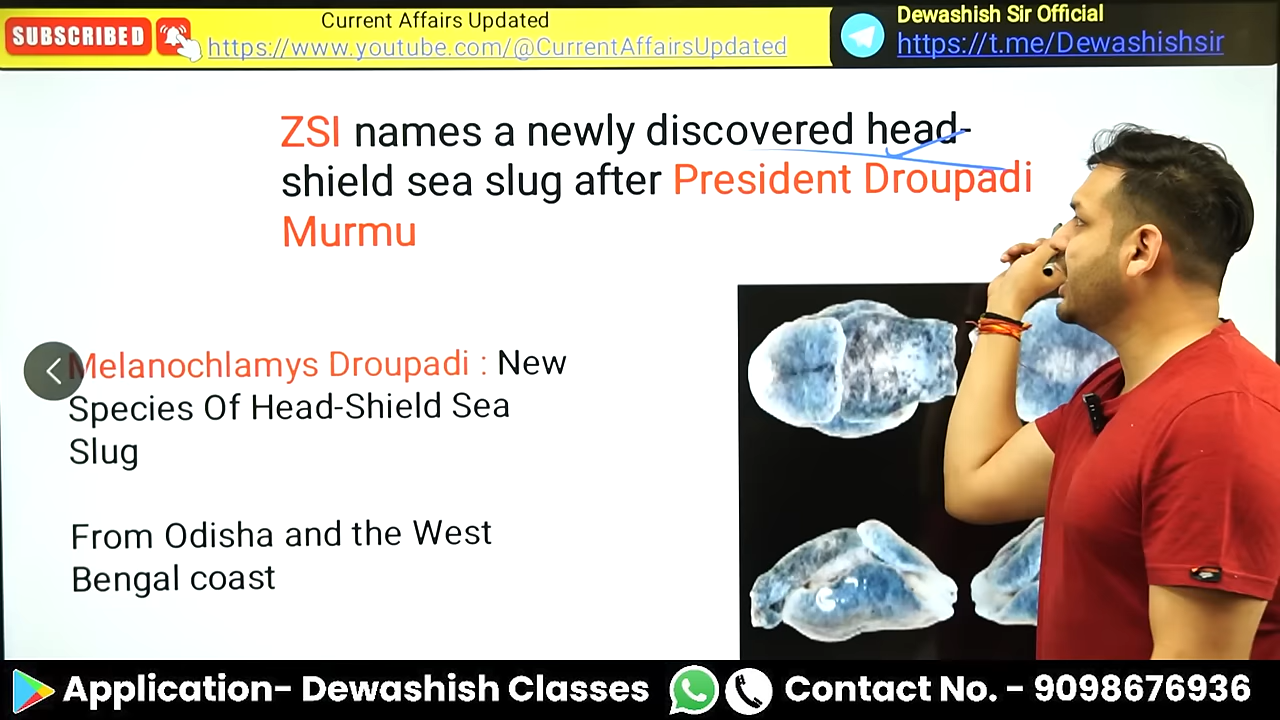 SUBSCRIBED
Current Affairs Updated
https://www.youtube.com/@CurrentAffairsUpdated
Dewashish Sir Official
https://t.me/Dewashishsir
ZSI names a newly discovered head-
shield sea slug after President Droupadi
Murmu
Melanochlamys Droupadi : New
Species Of Head-Shield Sea
Slug
From Odisha and the West
Bengal coast
Application- Dewashish Classes
Contact No. - 9098676936